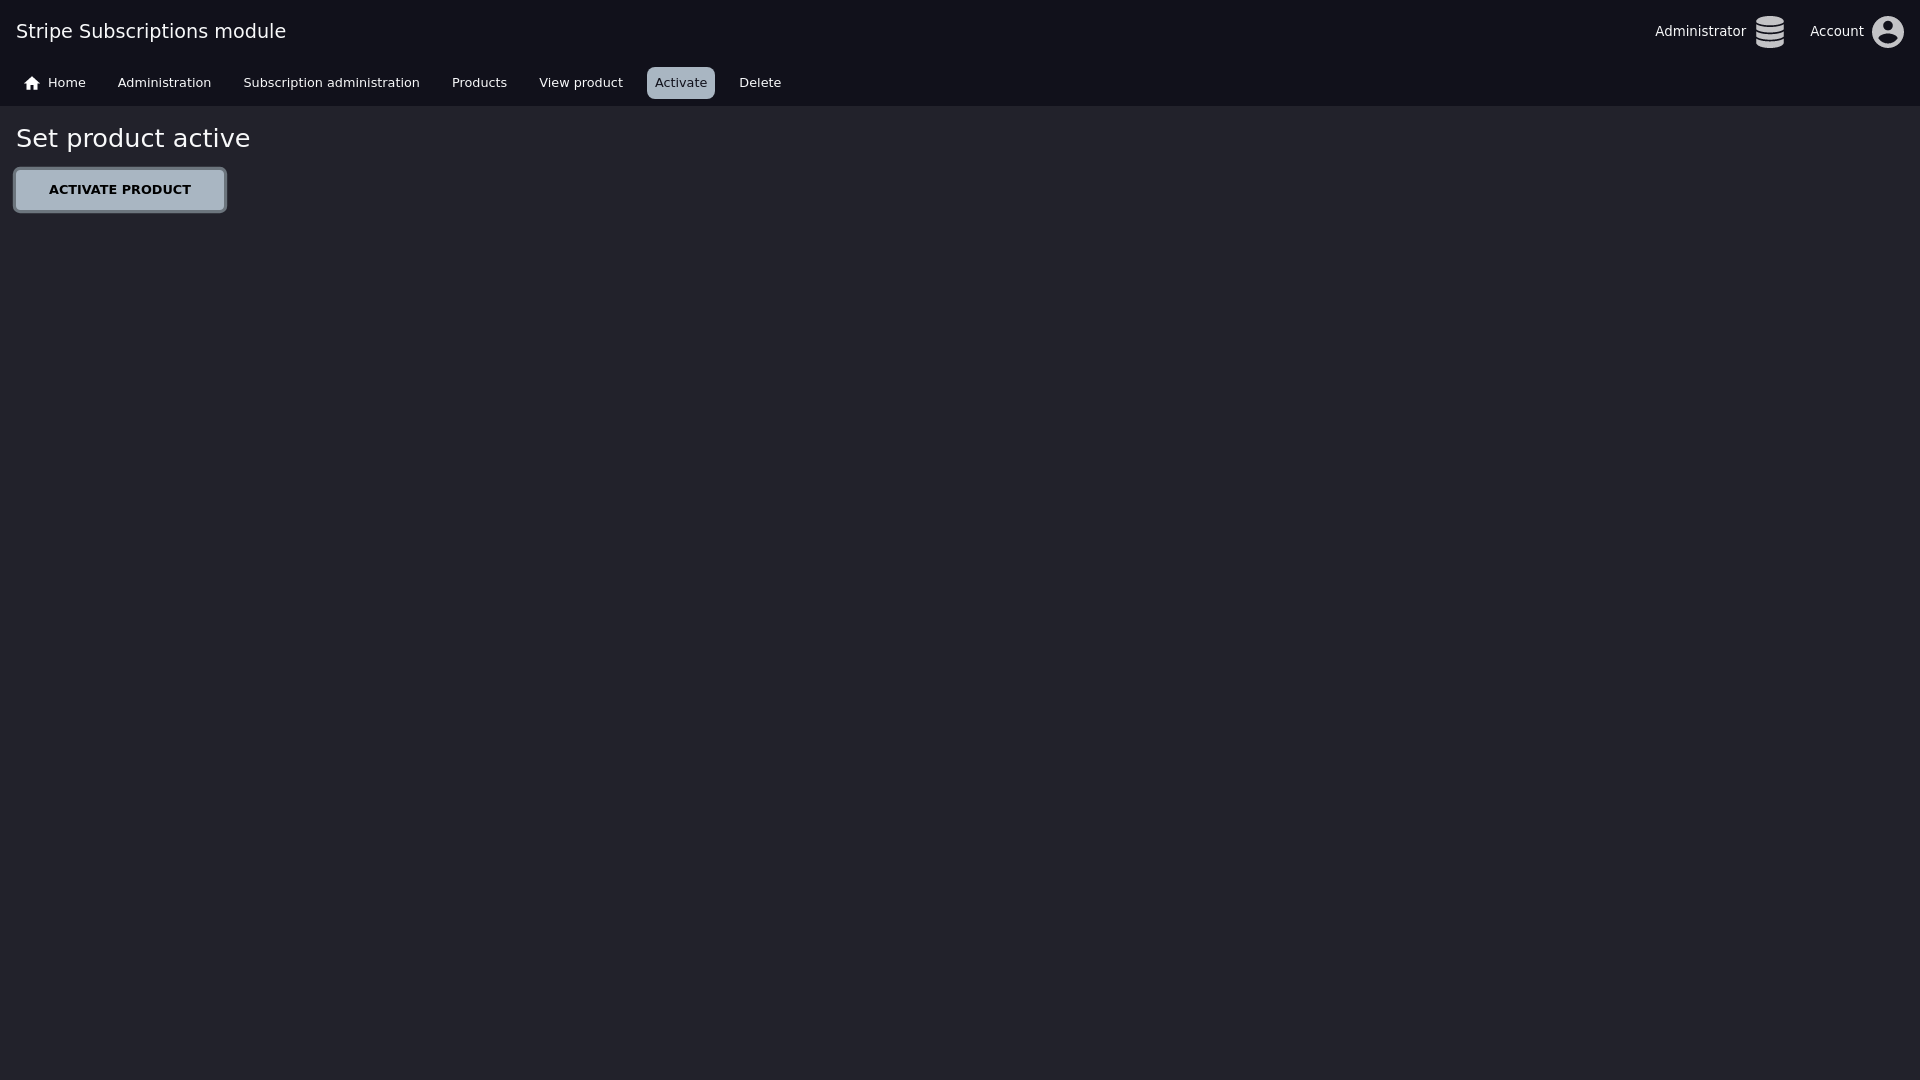 Stripe Subscriptions module
Administrator
Account
Home
Administration
Subscription administration
Products
View product
Activate
Delete
Set product active
ACTIVATE PRODUCT